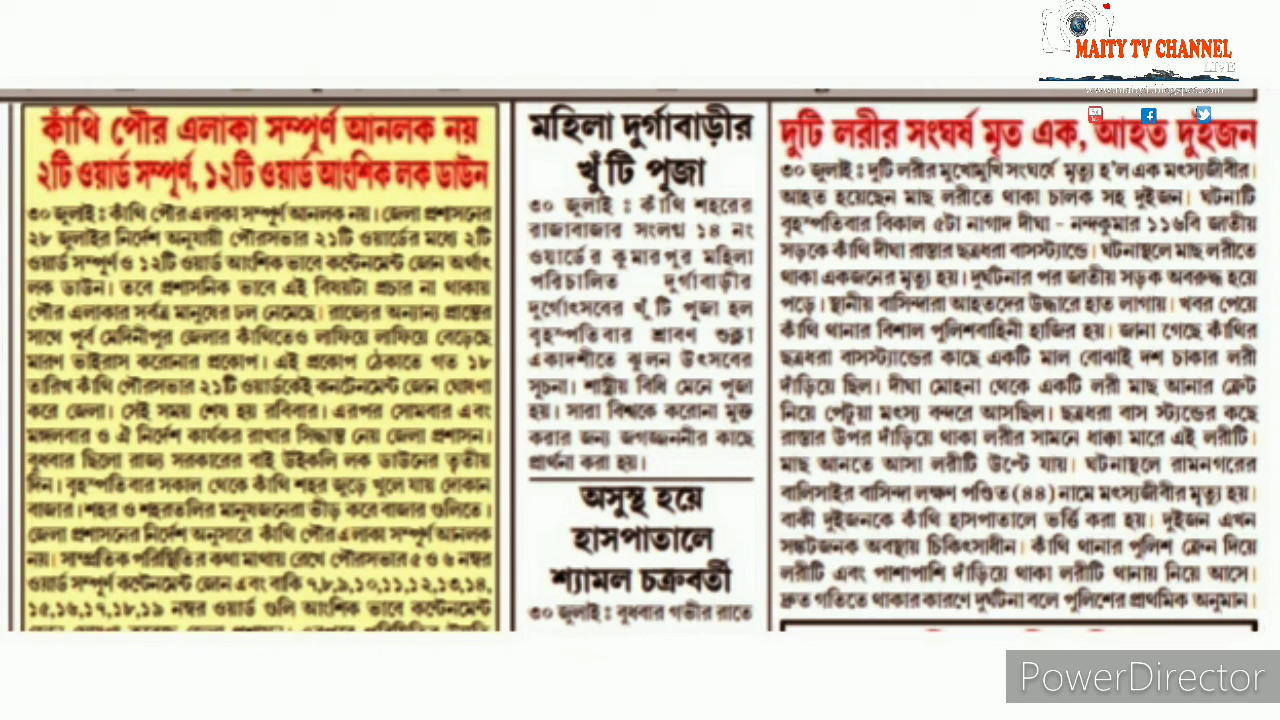 MAITY TV CHANNEL
LIVE
কাঁথি পৌর এলাকা সম্পূর্ণ আনলক নয়
২টি ওয়ার্ড সম্পূর্ণ, ১২টি ওয়ার্ড আংশিক লক ডাউন
৩০ জুলাই : কাঁথি পৌর এলাকা সম্পূর্ণ আনলক নয়। জেলা প্রশাসনের
২৮ জুলাইর নির্দেশ অনুযায়ী পৌরসভার ২১টি ওয়ার্ডের মধ্যে ২টি
ওয়ার্ড সম্পূর্ণ ও ১২টি ওয়ার্ড আংশিক ভাবে কন্টেনমেন্ট জোন অর্থাৎ
লক ডাউন। তবে প্রশাসনিক ভাবে এই বিষয়টা প্রচার না থাকায়
পৌর এলাকার সর্বত্র মানুষের ঢল নেমেছে। রাজ্যের অন্যান্য প্রান্তের
সাথে পূর্ব মেদিনীপুর জেলার কাঁথিতেও লাফিয়ে লাফিয়ে বেড়েছে
মারণ ভাইরাস করোনার প্রকোপ। এই প্রকোপ ঠেকাতে গত ১৮
তারিখ কাঁথি পৌরসভার ২১টি ওয়ার্ডকেই কনটেনমেন্ট জোন ঘোষণা
করে জেলা। সেই সময় শেষ হয় রবিবার। এরপর সোমবার এবং
মঙ্গলবার ও ঐ নির্দেশ কার্যকর রাখার সিদ্ধান্ত নেয় জেলা প্রশাসন।
বুধবার ছিলো রাজ্য সরকারের বাই উইকলি লক ডাউনের তৃতীয়
দিন। বৃহস্পতিবার সকাল থেকে কাঁথি শহর জুড়ে খুলে যায় দোকান
বাজার। শহর ও শহরতলির মানুষজনেরা ভীড় করে বাজার গুলিতে।
জেলা প্রশাসনের নির্দেশ অনুসারে কাঁথি পৌর এলাকা সম্পূর্ণ আনলক
নয়। সাম্প্রতিক পরিস্থিতির কথা মাথায় রেখে পৌরসভার ৫ ও ৬ নম্বর
ওয়ার্ড সম্পূর্ণ কন্টেনমেন্ট জোন এবং বাকি ৭,৮,৯,১০,১১,১২,১৩,১৪,
১৫,১৬,১৭,১৮,১৯ নম্বর ওয়ার্ড গুলি আংশিক ভাবে কন্টেনমেন্ট
মহিলা দুর্গাবাড়ীর
খুঁটি পূজা
৩০ জুলাই : কাঁথি শহরের
রাজাবাজার সংলগ্ন ১৪ নং
ওয়ার্ডের কুমারপুর মহিলা
পরিচালিত দুর্গাবাড়ীর
দুর্গোৎসবের খুঁটি পূজা হল
বৃহস্পতিবার শ্রাবণ শুক্লা
একাদশীতে ঝুলন উৎসবের
সূচনা। শাস্ত্রীয় বিধি মেনে পূজা
হয়। সারা বিশ্বকে করোনা মুক্ত
করার জন্য জগজ্জননীর কাছে
প্রার্থনা করা হয়।
অসুস্থ হয়ে
হাসপাতালে
শ্যামল চক্রবর্তী
৩০ জুলাই : বুধবার গভীর রাতে
দুটি লরীর সংঘর্ষ মৃত এক, আহত দুইজন
৩০ জুলাই : দুটি লরীর মুখোমুখি সংঘর্ষে মৃত্যু হ'ল এক মৎস্যজীবীর।
আহত হয়েছেন মাছ লরীতে থাকা চালক সহ দুইজন। ঘটনাটি
বৃহস্পতিবার বিকাল ৫টা নাগাদ দীঘা - নন্দকুমার ১১৬বি জাতীয়
সড়কে কাঁথি দীঘা রাস্তার ছত্রধরা বাসস্ট্যান্ডে। ঘটনাস্থলে মাছ লরীতে
থাকা একজনের মৃত্যু হয়। দুর্ঘটনার পর জাতীয় সড়ক অবরুদ্ধ হয়ে
পড়ে। স্থানীয় বাসিন্দারা আহতদের উদ্ধারে হাত লাগায়। খবর পেয়ে
কাঁথি থানার বিশাল পুলিশবাহিনী হাজির হয়। জানা গেছে কাঁথির
ছত্রধরা বাসস্ট্যান্ডের কাছে একটি মাল বোঝাই দশ চাকার লরী
দাঁড়িয়ে ছিল। দীঘা মোহনা থেকে একটি লরী মাছ আনার ক্রেট
নিয়ে পেটুয়া মৎস্য বন্দরে আসছিল। ছত্রধরা বাস স্ট্যান্ডের কছে
রাস্তার উপর দাঁড়িয়ে থাকা লরীর সামনে ধাক্কা মারে এই লরীটি।
মাছ আনতে আসা লরীটি উল্টে যায়। ঘটনাস্থলে রামনগরের
বালিসাইর বাসিন্দা লক্ষণ পণ্ডিত (৪৪) নামে মৎস্যজীবীর মৃত্যু হয়।
বাকী দুইজনকে কাঁথি হাসপাতালে ভর্ত্তি করা হয়। দুইজন এখন
সঙ্কটজনক অবস্থায় চিকিৎসাধীন। কাঁথি থানার পুলিশ ক্রেন দিয়ে
লরীটি এবং পাশাপাশি দাঁড়িয়ে থাকা লরীটি থানায় নিয়ে আসে।
দ্রুত গতিতে থাকার কারণে দুর্ঘটনা বলে পুলিশের প্রাথমিক অনুমান।
PowerDirector